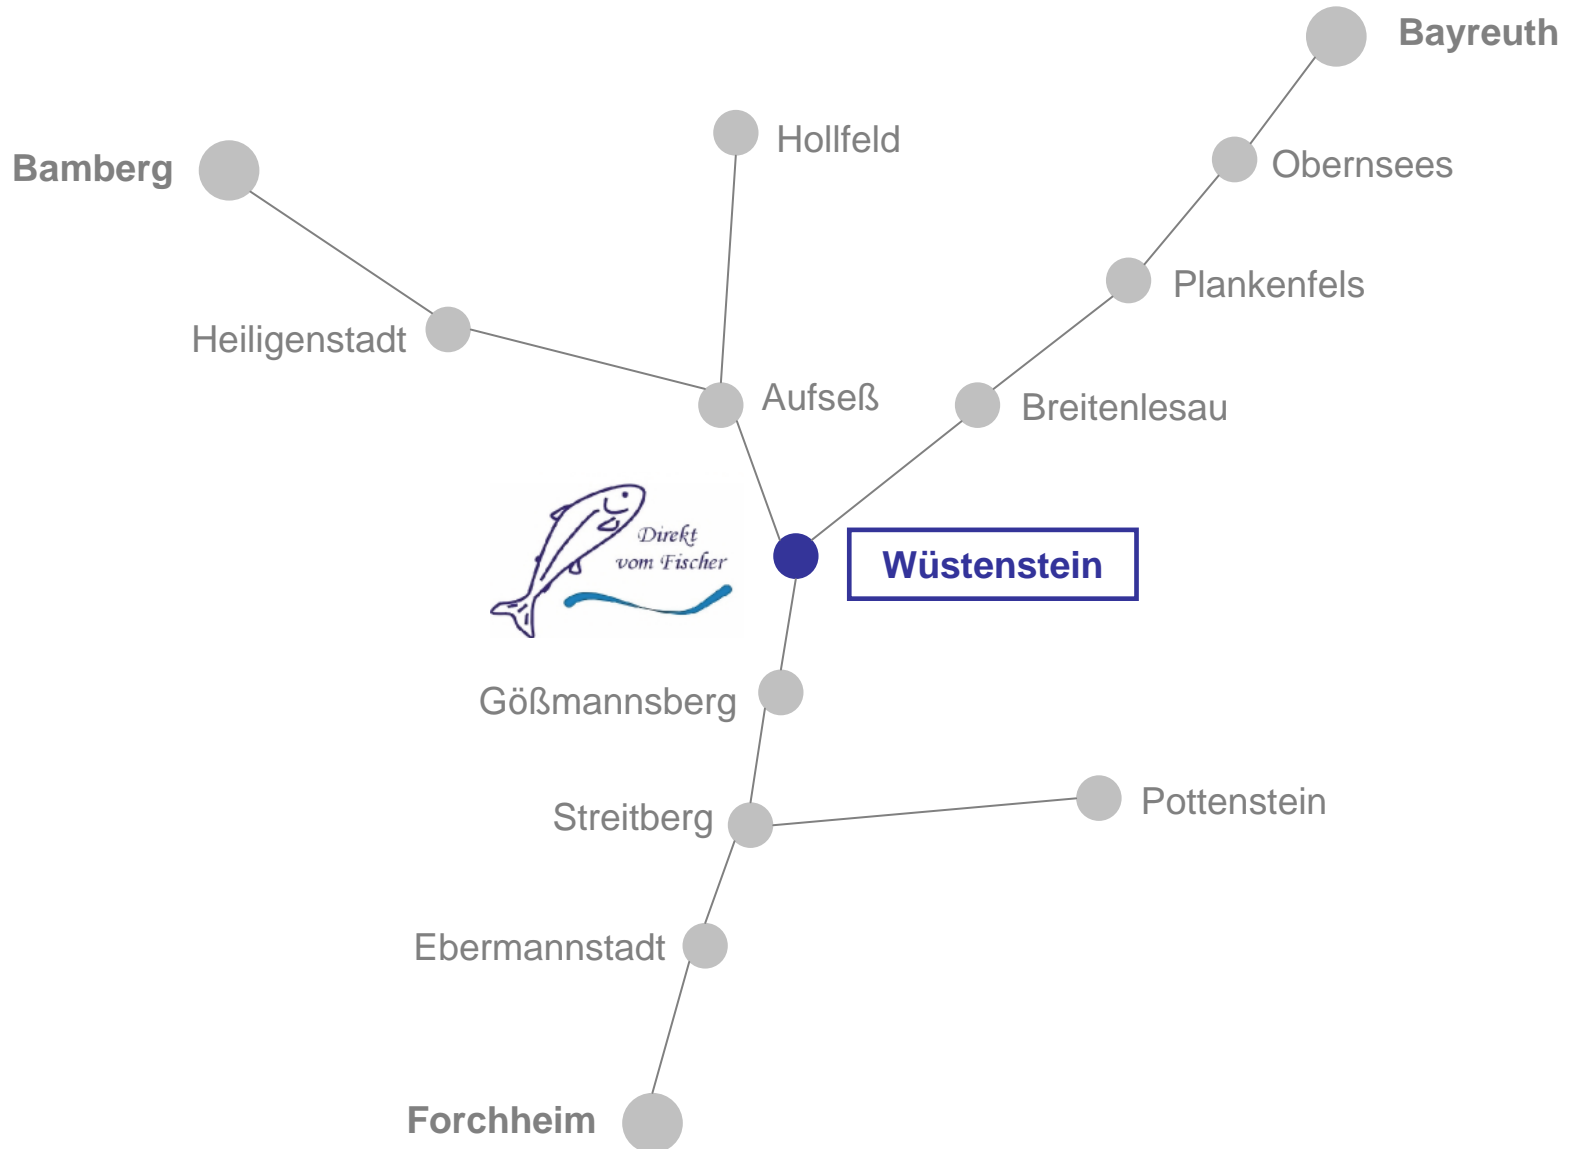 Bayreuth
Hollfeld
Bamberg
Obernsees
Plankenfels
Heiligenstadt
Aufseß
Breitenlesau
Direkt
vom Fischer
Wüstenstein
Gößmannsberg
Pottenstein
Streitberg
Ebermannstadt
Forchheim